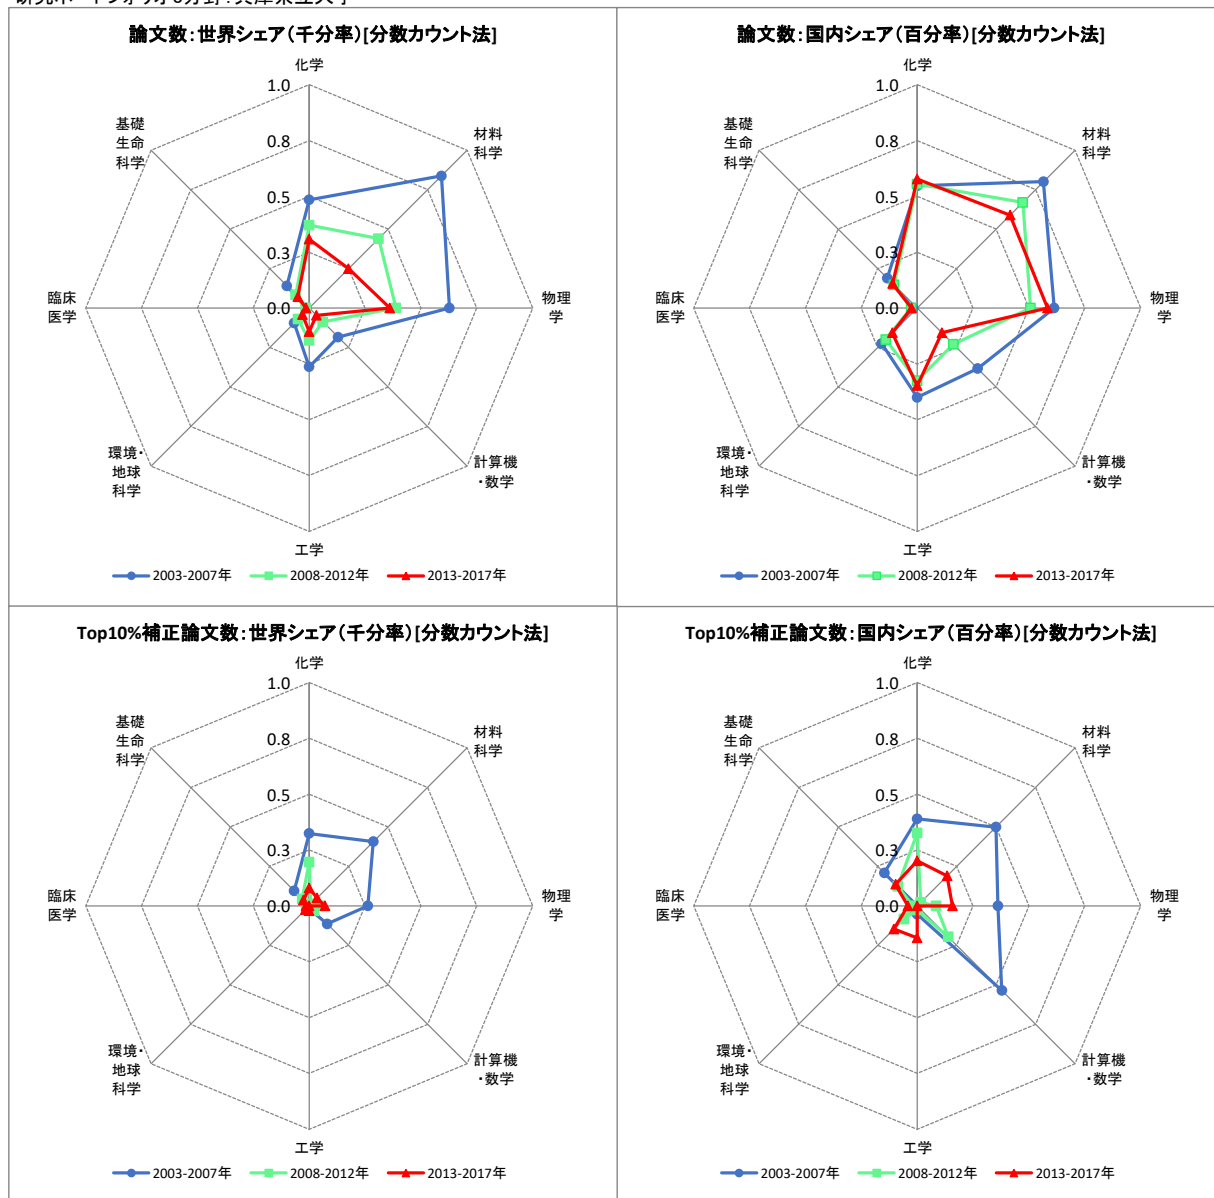 論文数:世界シェア(千分率)[分数カウント法]
化学
1.0
0.8
0.5
0.3
0.0
材料
科学
物理
学
計算機
・数学
工学
環境・
地球
科学
臨床
医学
基礎
生命
科学
2003-2007年
2008-2012年
2013-2017年
論文数:国内シェア(百分率)[分数カウント法]
化学
1.0
0.8
0.5
0.3
0.0
材料
科学
物理
学
計算機
・数学
工学
環境・
地球
科学
臨床
医学
基礎
生命
科学
2003-2007年
2008-2012年
2013-2017年
Top10%補正論文数:世界シェア(千分率)[分数カウント法]
化学
1.0
0.8
0.5
0.3
0.0
材料
科学
物理
学
計算機
・数学
工学
環境・
地球
科学
臨床
医学
基礎
生命
科学
2003-2007年
2008-2012年
2013-2017年
Top10%補正論文数:国内シェア(百分率)[分数カウント法]
化学
1.0
0.8
0.5
0.3
0.0
材料
科学
物理
学
計算機
・数学
工学
環境・
地球
科学
臨床
医学
基礎
生命
科学
2003-2007年
2008-2012年
2013-2017年